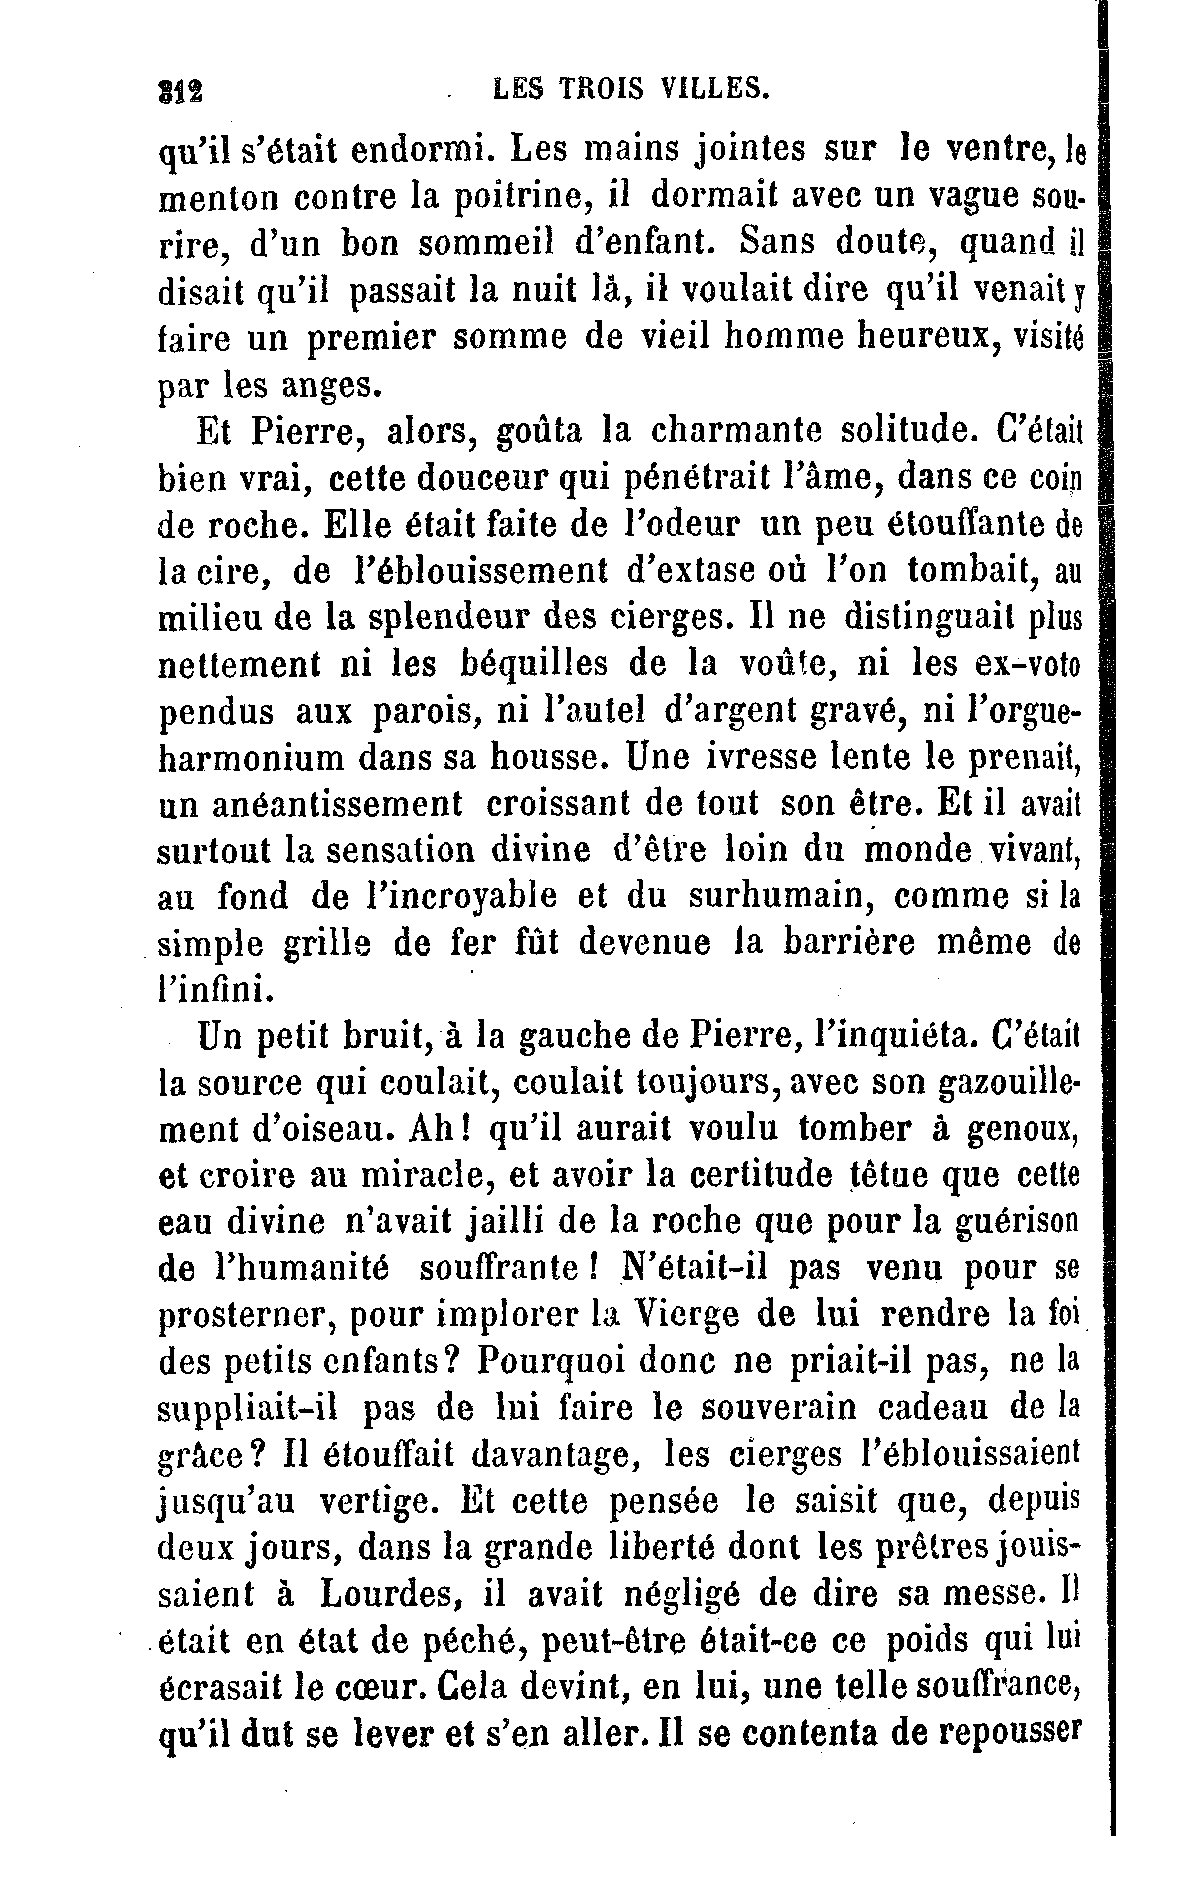 312 LES TROIS VILLES.
qu'il s'était endormi. Les mains jointes sur le ventre, le
menton contre la poitrine, il dormait avec un vague sou-
rire, d'un bon sommeil d'enfant. Sans doute, quand il
disait qu'il passait la nuit là, il voulait dire qu'il venait y
faire un premier somme de vieil homme heureux, visité
par les anges.
Et Pierre, alors, goûta la charmante solitude. C'était
bien vrai, cette douceur qui pénétrait l'âme, dans ce coin
de roche. Elle était faite de l'odeur un peu étouffante de
la cire, de l'éblouissement d'extase où l'on tombait, au
milieu de la splendeur des cierges. Il ne distinguait plus
nettement ni les béquilles de la voûte, ni les ex-voto
pendus aux parois, ni l'autel d'argent gravé, ni l'orgue-
harmonium dans sa housse. Une ivresse lente le prenait,
un anéantissement croissant de tout son être. Et il avait
surtout la sensation divine d'être loin du monde vivant,
au fond de l'incroyable et du surhumain, comme si la
simple grille de fer fût devenue la barrière même de
l'infini.
Un petit bruit, à la gauche de Pierre, l'inquiéta. C'était
la source qui coulait, coulait toujours, avec son gazouille-
ment d'oiseau. Ah! qu'il aurait voulu tomber à genoux,
et croire au miracle, et avoir la certitude têtue que cette
eau divine n'avait jailli de la roche que pour la guérison
de l'humanité souffrante! N'était-il pas venu pour se
prosterner, pour implorer la Vierge de lui rendre la foi
des petits enfants? Pourquoi donc ne priait-il pas, ne la
suppliait-il pas de lui faire le souverain cadeau de la
grâce? Il étouffait davantage, les cierges l'éblouissaient
jusqu'au vertige. Et cette pensée le saisit que, depuis
deux jours, dans la grande liberté dont les prêtres jouis-
saient à Lourdes, il avait négligé de dire sa messe. Il
était en état de péché, peut-être était-ce ce poids qui lui
écrasait le cœur. Cela devint, en lui, une telle souffrance,
qu'il dut se lever et s'en aller. Il se contenta de repousser